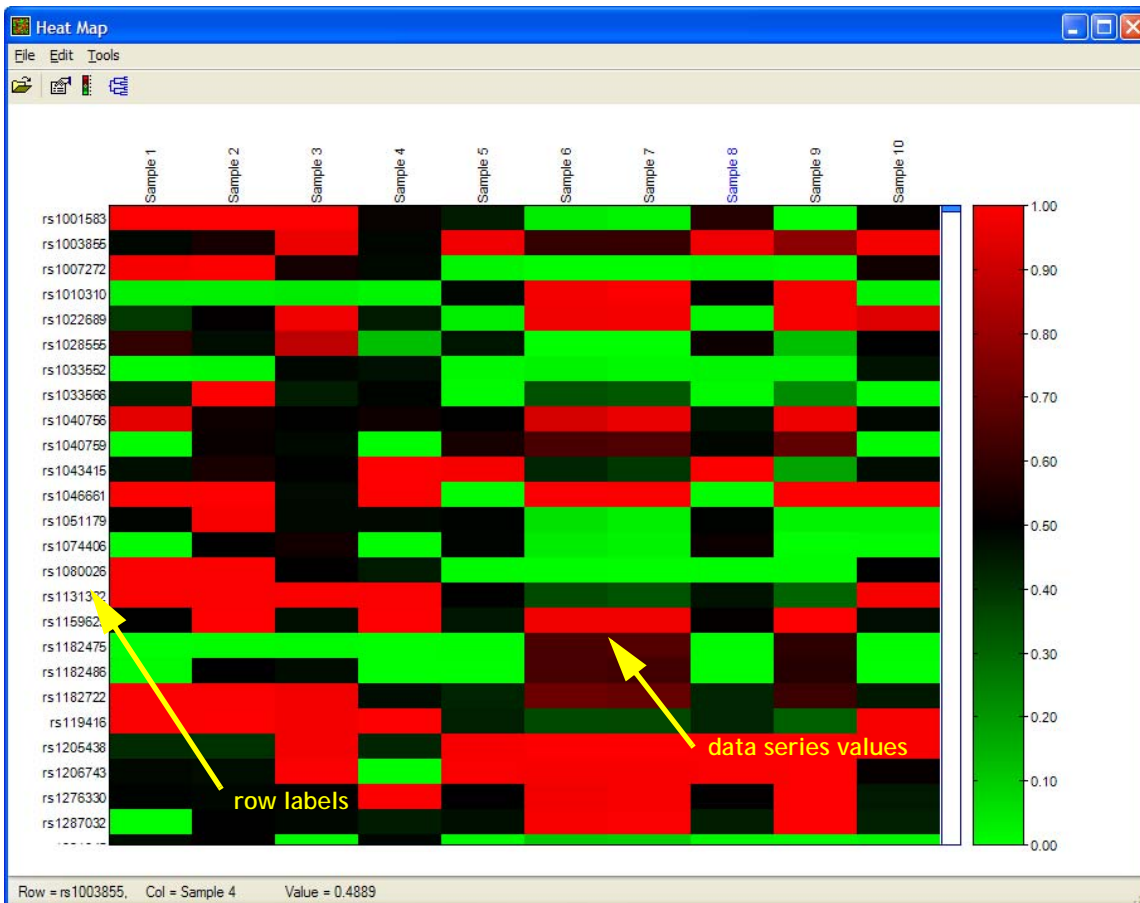 Heat Map
File Edit Tools
Sample 1 Sample 2 Sample 3 Sample 4 Sample 5 Sample 6 Sample 7 Sample 8 Sample 9 Sample 10
rs1001583
rs1003855
rs1007272
rs1010310
rs1022689
rs1028555
rs1033552
rs1033566
rs1040756
rs1040759
rs1043415
rs1046661
rs1051179
rs1074406
rs1080026
rs1182475
rs1182486
rs1182722
rs119416
rs1205438
rs1206743
rs1276330
rs1287032
1.00
0.90
0.80
0.70
0.60
0.50
0.40
0.30
0.20
0.10
0.00
data series values
row labels
Row = rs1003855, Col = Sample 4 Value = 0.4889